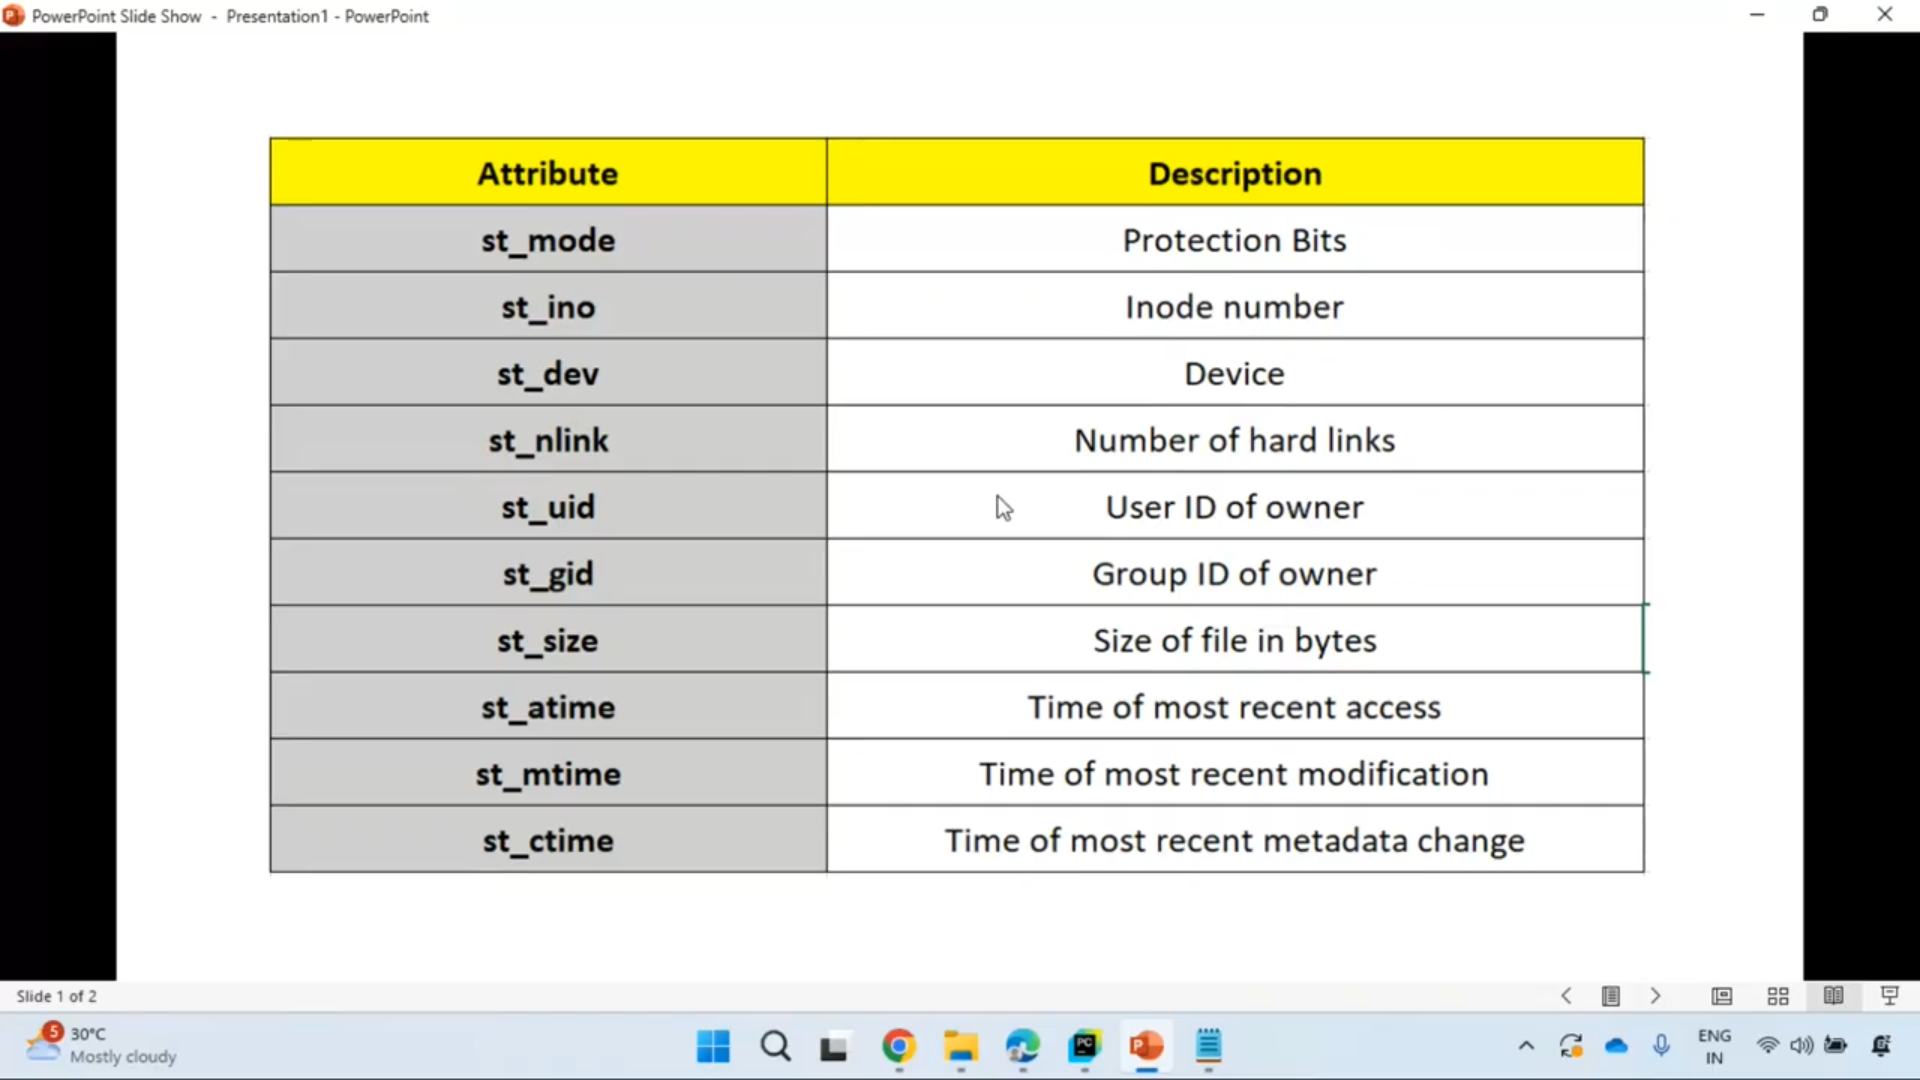 PowerPoint Slide Show - Presentation1 - PowerPoint
Attribute Description
st_mode Protection Bits
st_ino Inode number
st_dev Device
st_nlink Number of hard links
st_uid User ID of owner
st_gid Group ID of owner
st_size Size of file in bytes
st_atime Time of most recent access
st_mtime Time of most recent modification
st_ctime Time of most recent metadata change
Slide 1 of 2
5
30°C
Mostly cloudy
PC
P
ENG
IN